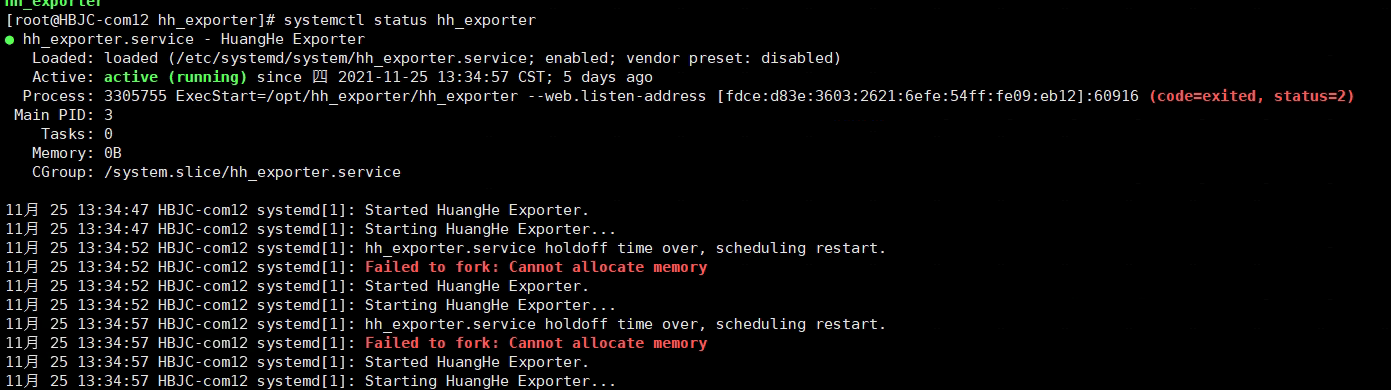 hh_exporter
[root@HBJC-com12 hh_exporter]# systemctl status hh_exporter
● hh_exporter.service - HuangHe Exporter
Loaded: loaded (/etc/systemd/system/hh_exporter.service; enabled; vendor preset: disabled)
Active: active (running) since 四 2021-11-25 13:34:57 CST; 5 days ago
Process: 3305755 ExecStart=/opt/hh_exporter/hh_exporter --web.listen-address [fdce:d83e:3603:2621:6efe:54ff:fe09:eb12]:60916 (code=exited, status=2)
Main PID: 3
Tasks: 0
Memory: 0B
CGroup: /system.slice/hh_exporter.service
11月 25 13:34:47 HBJC-com12 systemd[1]: Started HuangHe Exporter.
11月 25 13:34:47 HBJC-com12 systemd[1]: Starting HuangHe Exporter...
11月 25 13:34:52 HBJC-com12 systemd[1]: hh_exporter.service holdoff time over, scheduling restart.
11月 25 13:34:52 HBJC-com12 systemd[1]: Failed to fork: Cannot allocate memory
11月 25 13:34:52 HBJC-com12 systemd[1]: Started HuangHe Exporter.
11月 25 13:34:52 HBJC-com12 systemd[1]: Starting HuangHe Exporter...
11月 25 13:34:57 HBJC-com12 systemd[1]: hh_exporter.service holdoff time over, scheduling restart.
11月 25 13:34:57 HBJC-com12 systemd[1]: Failed to fork: Cannot allocate memory
11月 25 13:34:57 HBJC-com12 systemd[1]: Started HuangHe Exporter.
11月 25 13:34:57 HBJC-com12 systemd[1]: Starting HuangHe Exporter...